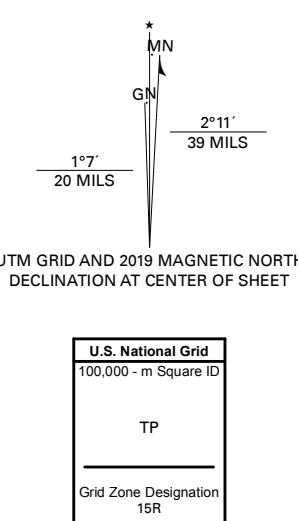 MN
GN
2°11´
39 MILS
1°7´
20 MILS
UTM GRID AND 2019 MAGNETIC NORTH
DECLINATION AT CENTER OF SHEET
U.S. National Grid
100,000 - m Square ID
TP
Grid Zone Designation
15R